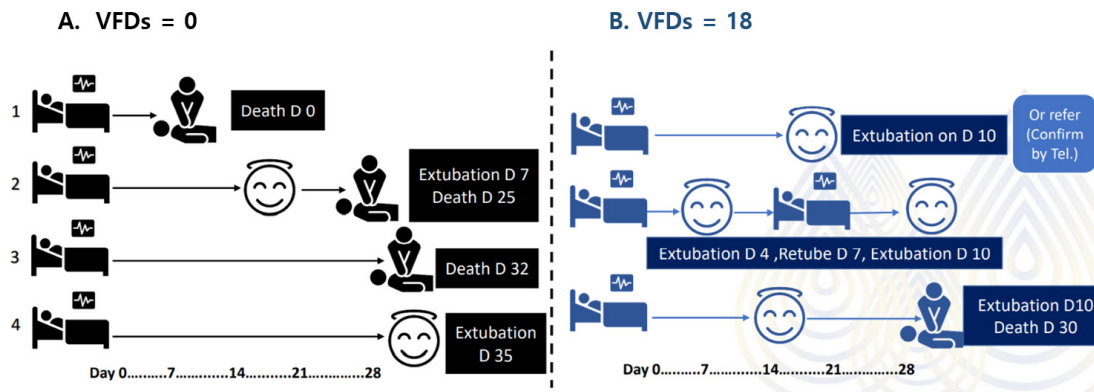 A. VFDs = 0
1
Death D 0
2
Extubation D 7
Death D 25
3
Death D 32
4
Extubation
D 35
Day 0..........7..............14.............21..............28
B. VFDs = 18
Extubation on D 10
Or refer
(Confirm
by Tel.)
Extubation D 4 ,Retube D 7, Extubation D 10
Extubation D10
Death D 30
Day 0..........7..............14.............21..............28